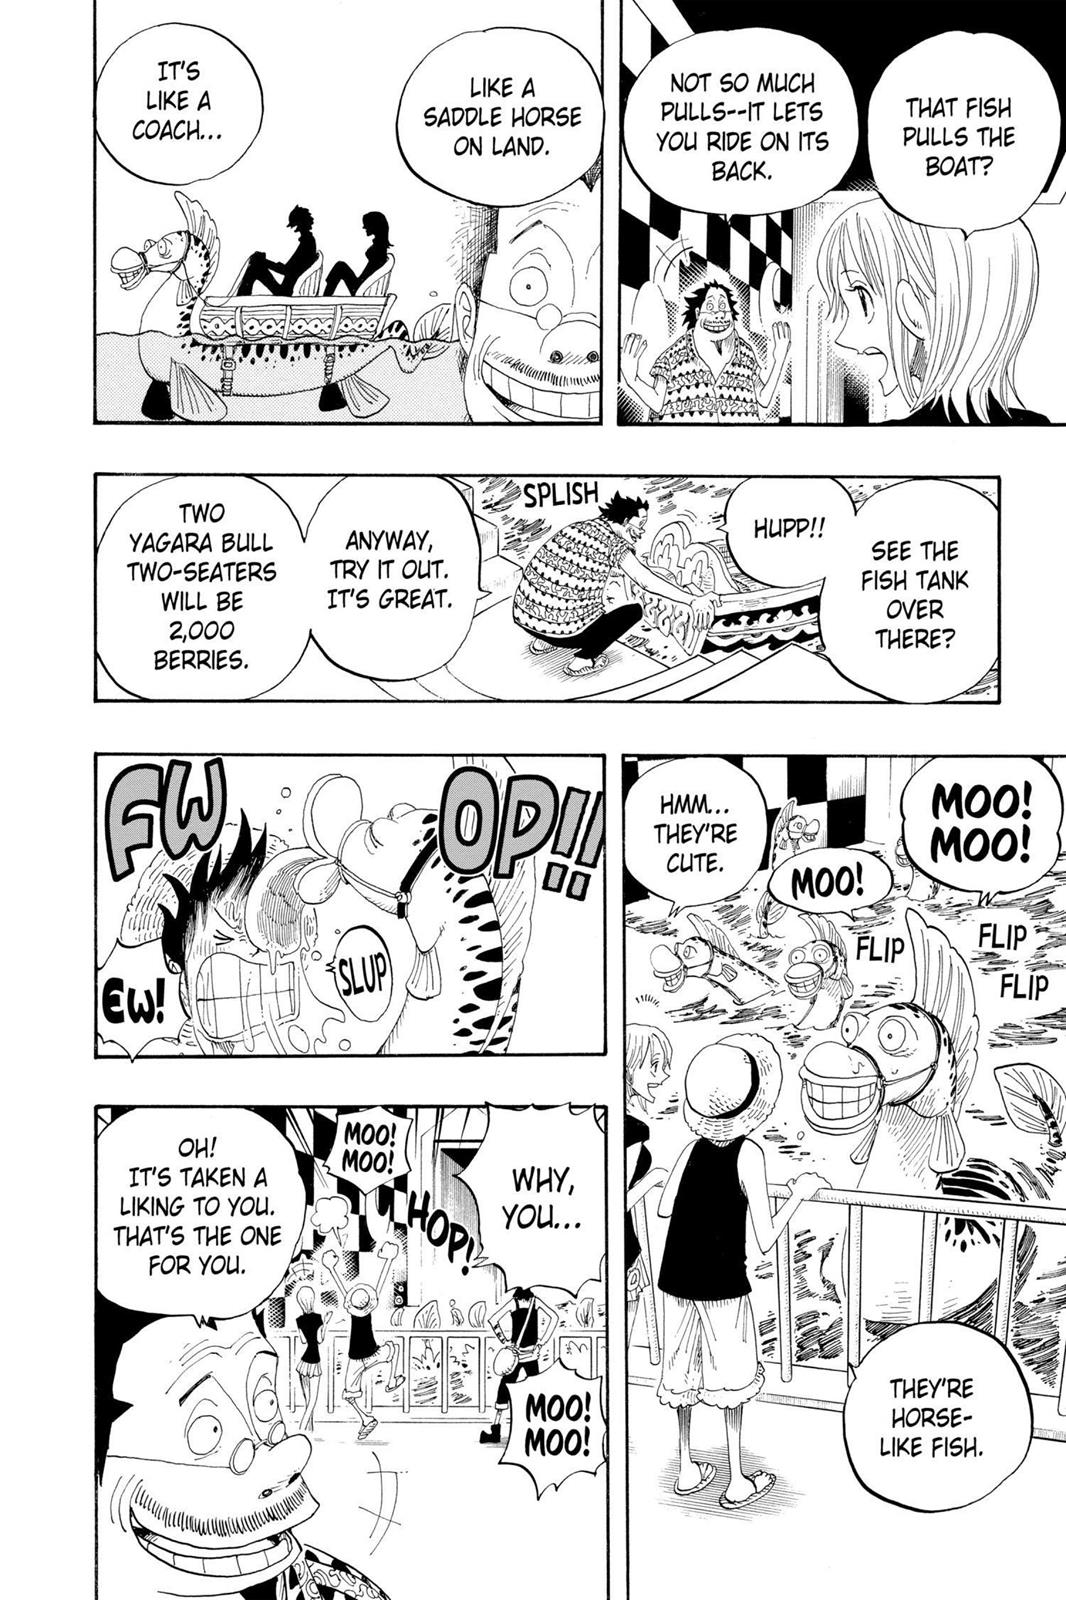 THAT FISH
PULLS THE
BOAT?
NOT SO MUCH
PULLS--IT LETS
YOU RIDE ON ITS
BACK.
LIKE A
SADDLE HORSE
ON LAND.
IT'S
LIKE A
COACH...
SEE THE
FISH TANK
OVER
THERE?
HUPP!!
SPLISH
ANYWAY,
TRY IT OUT.
IT'S GREAT.
TWO
YAGARA BULL
TWO-SEATERS
WILL BE
2,000
BERRIES.
MOO!
MOO!
MOO!
HMM...
THEY'RE
CUTE.
FLIP
FLIP
FLIP
THEY'RE
HORSE-
LIKE FISH.
FWOP!!
SLUP
EW!
WHY,
YOU...
MOO!
MOO!
HOP!
MOO!
MOO!
OH!
IT'S TAKEN A
LIKING TO YOU.
THAT'S THE ONE
FOR YOU.